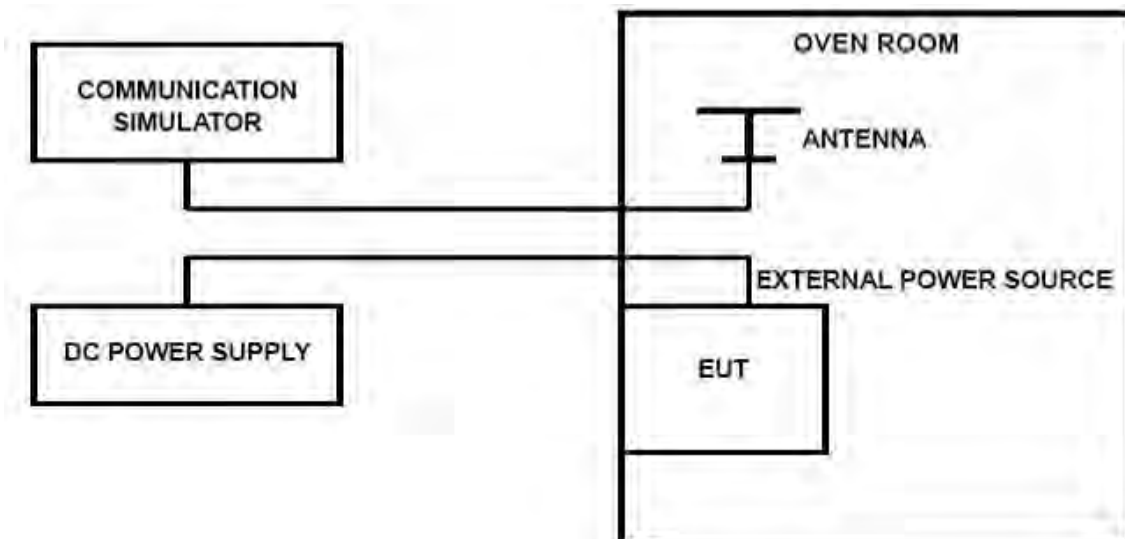 OVEN ROOM
COMMUNICATION
SIMULATOR
ANTENNA
EXTERNAL POWER SOURCE
DC POWER SUPPLY
EUT